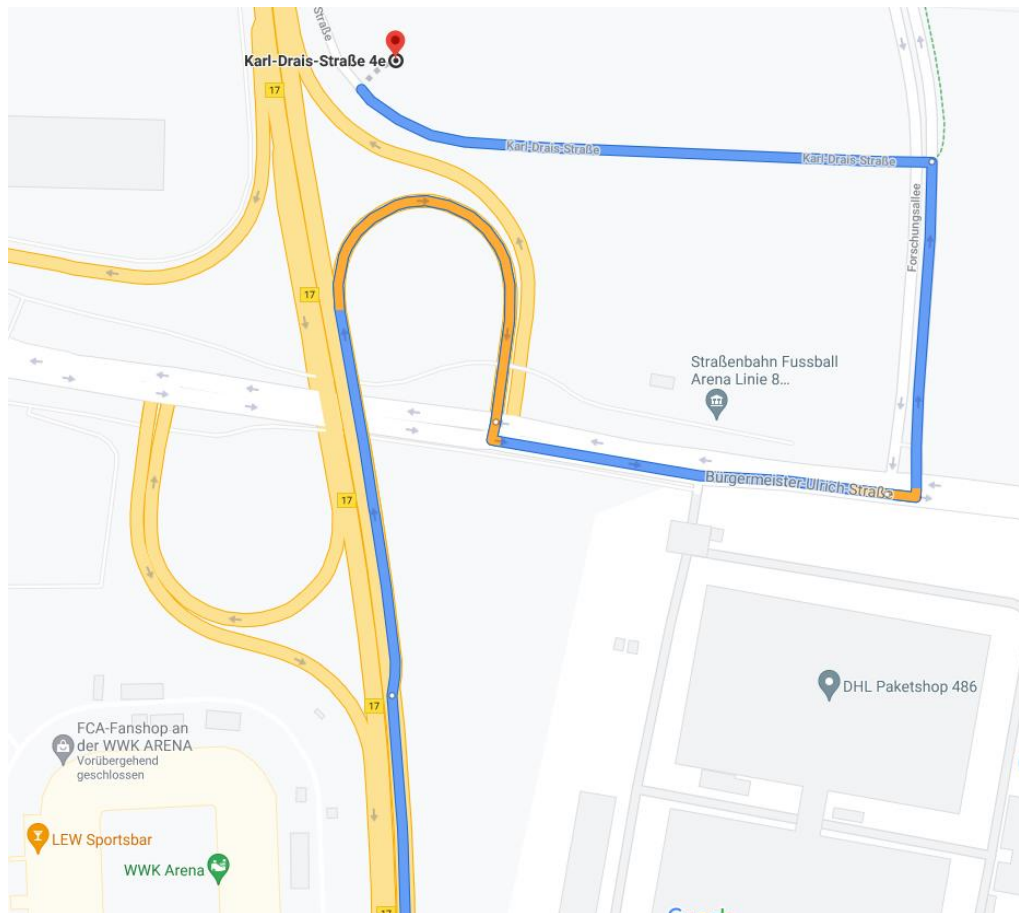 Straße
Karl-Drais-Straße 4e
17
Karl-Drais-Straße
Karl-Drais-Straße
Forschungsallee
17
Straßenbahn Fussball
Arena Linie 8...
Bürgermeister-Ulrich-Straße
17
DHL Paketshop 486
17
FCA-Fanshop an
der WWK ARENA
Vorübergehend
geschlossen
LEW Sportsbar
WWK Arena
17